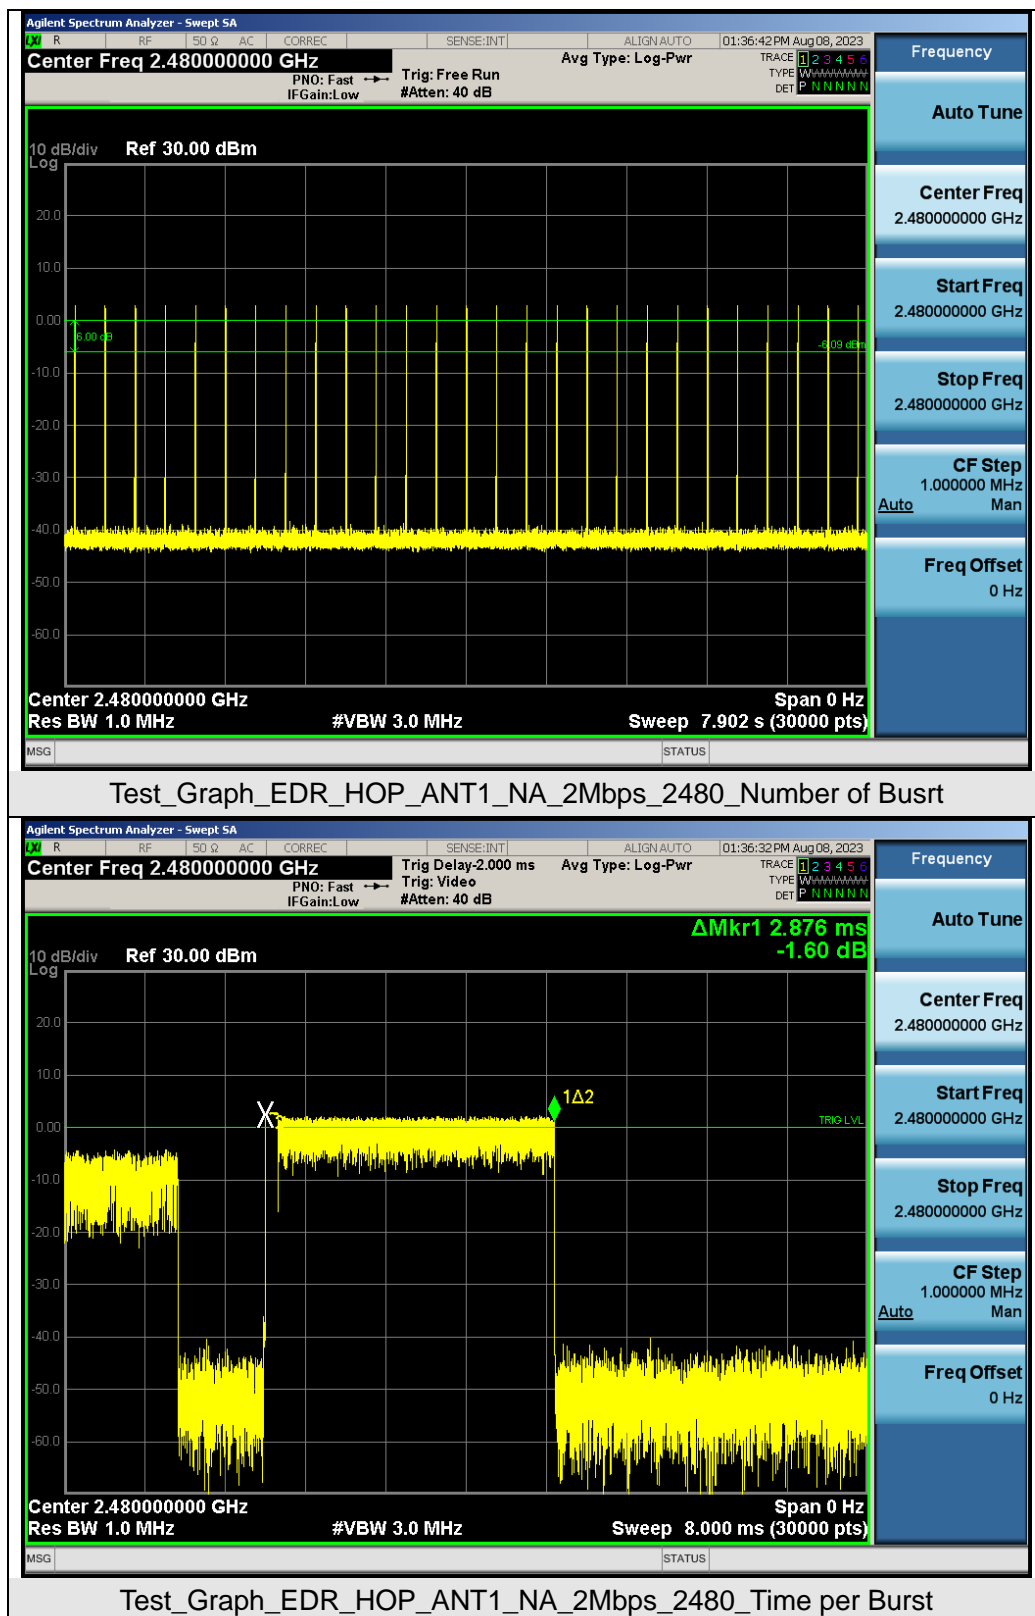 Agilent Spectrum Analyzer - Swept SA
LXI R RF 50 Ω AC CORREC SENSE:INT ALIGN AUTO 01:36:42 PM Aug 08, 2023
Center Freq 2.480000000 GHz
Avg Type: Log-Pwr
TRACE 1 2 3 4 5 6
PNO: Fast Trig: Free Run
TYPE
IFGain:Low #Atten: 40 dB
DET P N N N N N
Frequency
Auto Tune
Center Freq
2.480000000 GHz
Start Freq
2.480000000 GHz
Stop Freq
2.480000000 GHz
CF Step
1.000000 MHz
Auto Man
Freq Offset
0 Hz
10 dB/div Ref 30.00 dBm
Log
20.0
10.0
0.00
6.00 dB
-6.09 dBm
-10.0
-20.0
-30.0
-40.0
-50.0
-60.0
Center 2.480000000 GHz Span 0 Hz
Res BW 1.0 MHz #VBW 3.0 MHz Sweep 7.902 s (30000 pts)
MSG STATUS
Test_Graph_EDR_HOP_ANT1_NA_2Mbps_2480_Number of Busrt
Agilent Spectrum Analyzer - Swept SA
LXI R RF 50 Ω AC CORREC SENSE:INT ALIGN AUTO 01:36:32 PM Aug 08, 2023
Center Freq 2.480000000 GHz
Trig Delay-2.000 ms Avg Type: Log-Pwr
TRACE 1 2 3 4 5 6
PNO: Fast Trig: Video
TYPE
IFGain:Low #Atten: 40 dB
DET P N N N N N
Frequency
Auto Tune
Center Freq
2.480000000 GHz
Start Freq
2.480000000 GHz
Stop Freq
2.480000000 GHz
CF Step
1.000000 MHz
Auto Man
Freq Offset
0 Hz
ΔMkr1 2.876 ms
-1.60 dB
10 dB/div Ref 30.00 dBm
Log
20.0
10.0
1Δ2
0.00
TRIG LVL
-10.0
-20.0
-30.0
-40.0
-50.0
-60.0
Center 2.480000000 GHz Span 0 Hz
Res BW 1.0 MHz #VBW 3.0 MHz Sweep 8.000 ms (30000 pts)
MSG STATUS
Test_Graph_EDR_HOP_ANT1_NA_2Mbps_2480_Time per Burst